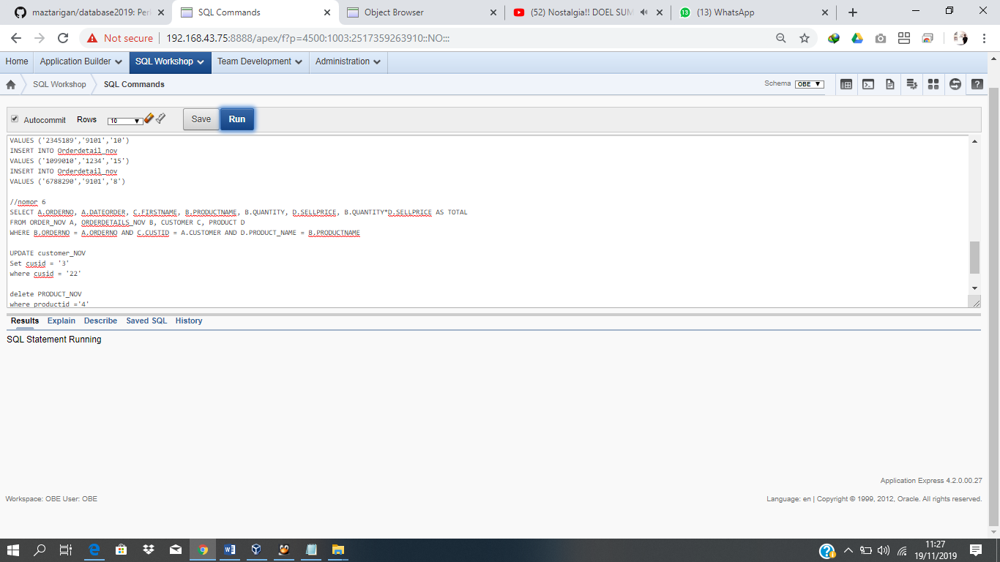 maztarigan/database2019: Perl
SQL Commands
Object Browser
(52) Nostalgia!! DOEL SUM
(13) WhatsApp
Not secure | 192.168.43.75:8888/apex/f?p=4500:1003:2517359263910::NO:::
Home Application Builder SQL Workshop Team Development Administration
SQL Workshop SQL Commands Schema OBE
Autocommit Rows 10 Save Run
VALUES ('2345189','9101','10')
INSERT INTO Orderdetail_nov
VALUES ('1099010','1234','15')
INSERT INTO Orderdetail_nov
VALUES ('6788290','9101','8')
//nomor 6
SELECT A.ORDERNO, A.DATEORDER, C.FIRSTNAME, B.PRODUCTNAME, B.QUANTITY, D.SELLPRICE, B.QUANTITY*D.SELLPRICE AS TOTAL
FROM ORDER_NOV A, ORDERDETAILS_NOV B, CUSTOMER C, PRODUCT D
WHERE B.ORDERNO = A.ORDERNO AND C.CUSTID = A.CUSTOMER AND D.PRODUCT_NAME = B.PRODUCTNAME
UPDATE customer_NOV
Set cusid = '3'
where cusid = '22'
delete PRODUCT_NOV
where productid ='4'
Results Explain Describe Saved SQL History
SQL Statement Running
Application Express 4.2.0.00.27
Workspace: OBE User: OBE
Language: en | Copyright © 1999, 2012, Oracle. All rights reserved.
11:27
19/11/2019